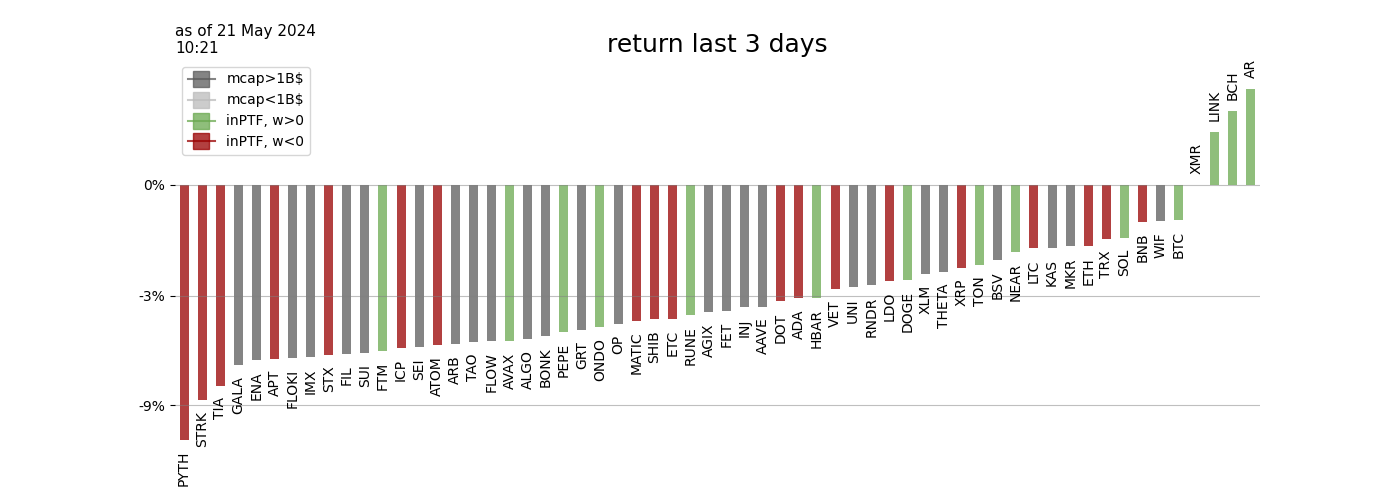 as of 21 May 2024
10:21
return last 3 days
mcap>1B$
mcap<1B$
inPTF, w>0
inPTF, w<0
0%
-3%
-9%
PYTH
STRK
TIA
GALA
ENA
APT
FLOKI
IMX
STX
FIL
SUI
FTM
ICP
SEI
ATOM
ARB
TAO
FLOW
AVAX
ALGO
BONK
PEPE
GRT
ONDO
OP
MATIC
SHIB
ETC
RUNE
AGIX
FET
INJ
AAVE
DOT
ADA
HBAR
VET
UNI
RNDR
LDO
DOGE
XLM
THETA
XRP
TON
BSV
NEAR
LTC
KAS
MKR
ETH
TRX
SOL
BNB
WIF
BTC
XMR
LINK
BCH
AR